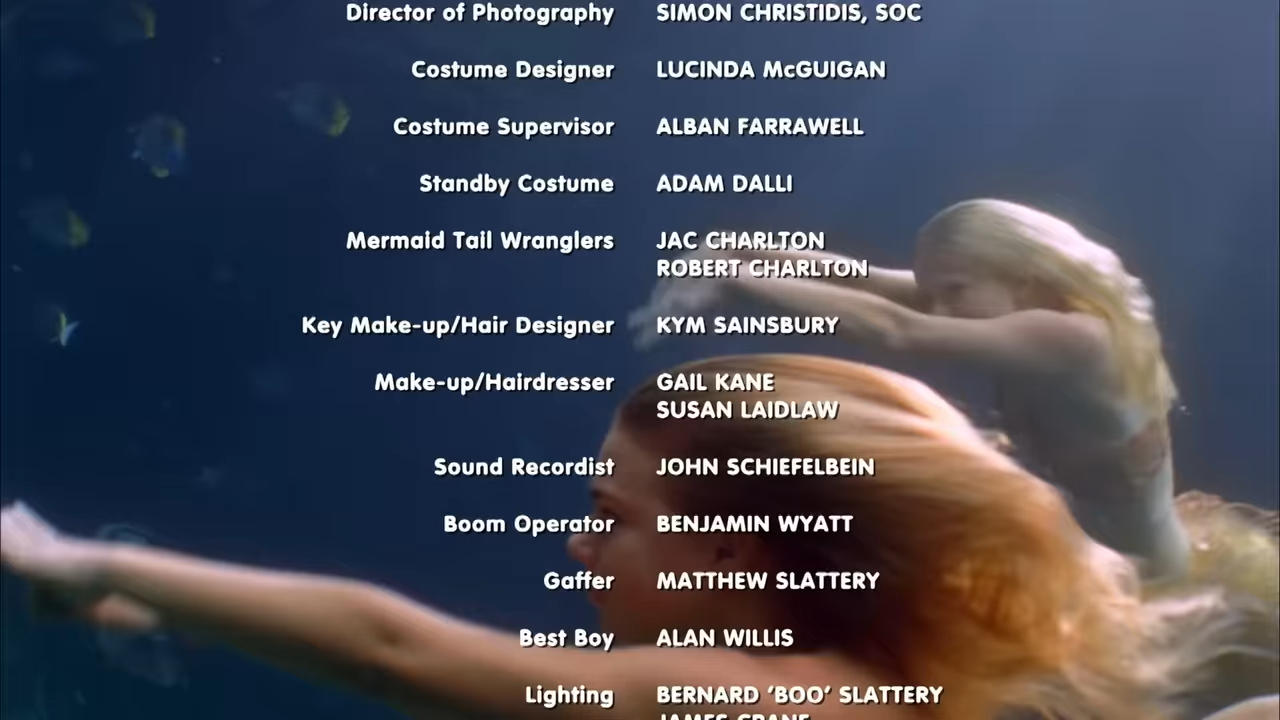 Director of Photography SIMON CHRISTIDIS, SOC
Costume Designer LUCINDA McGUIGAN
Costume Supervisor ALBAN FARRAWELL
Standby Costume ADAM DALLI
Mermaid Tail Wranglers JAC CHARLTON
ROBERT CHARLTON
Key Make-up/Hair Designer KYM SAINSBURY
Make-up/Hairdresser GAIL KANE
SUSAN LAIDLAW
Sound Recordist JOHN SCHIEFELBEIN
Boom Operator BENJAMIN WYATT
Gaffer MATTHEW SLATTERY
Best Boy ALAN WILLIS
Lighting BERNARD ‘BOO’ SLATTERY
JAMES CRANE